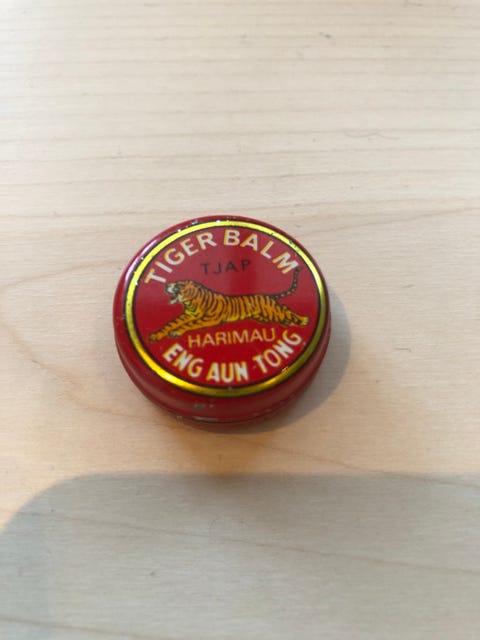 TIGER BALM
TJAP
HARIMAU
ENG AUN TONG